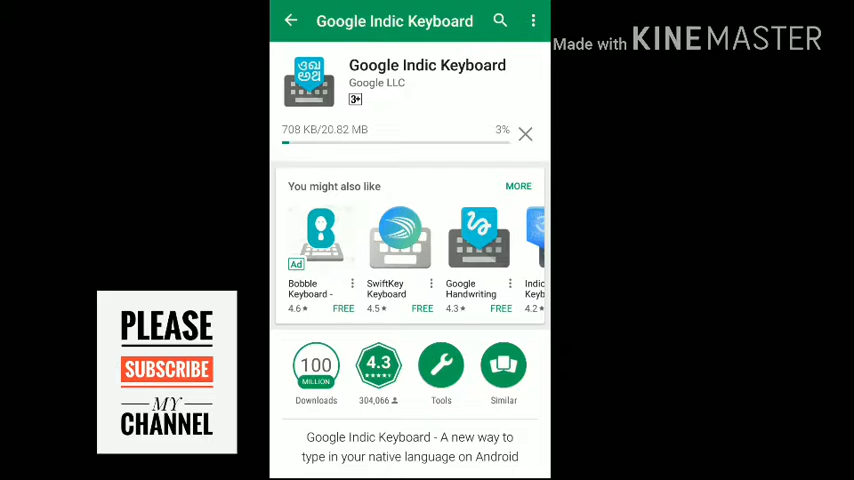 Google Indic Keyboard
Made with KINEMASTER
Google Indic Keyboard
Google LLC
3+
708 KB/20.82 MB 3%
You might also like MORE
B
Ad
Bobble Keyboard -
4.6★ FREE
SwiftKey Keyboard
4.5★ FREE
Google Handwriting
4.3★ FREE
Indic Keyb
4.2★
100 MILLION
Downloads
4.3
304,066
Tools
Similar
Google Indic Keyboard - A new way to
type in your native language on Android
PLEASE
SUBSCRIBE
MY
CHANNEL